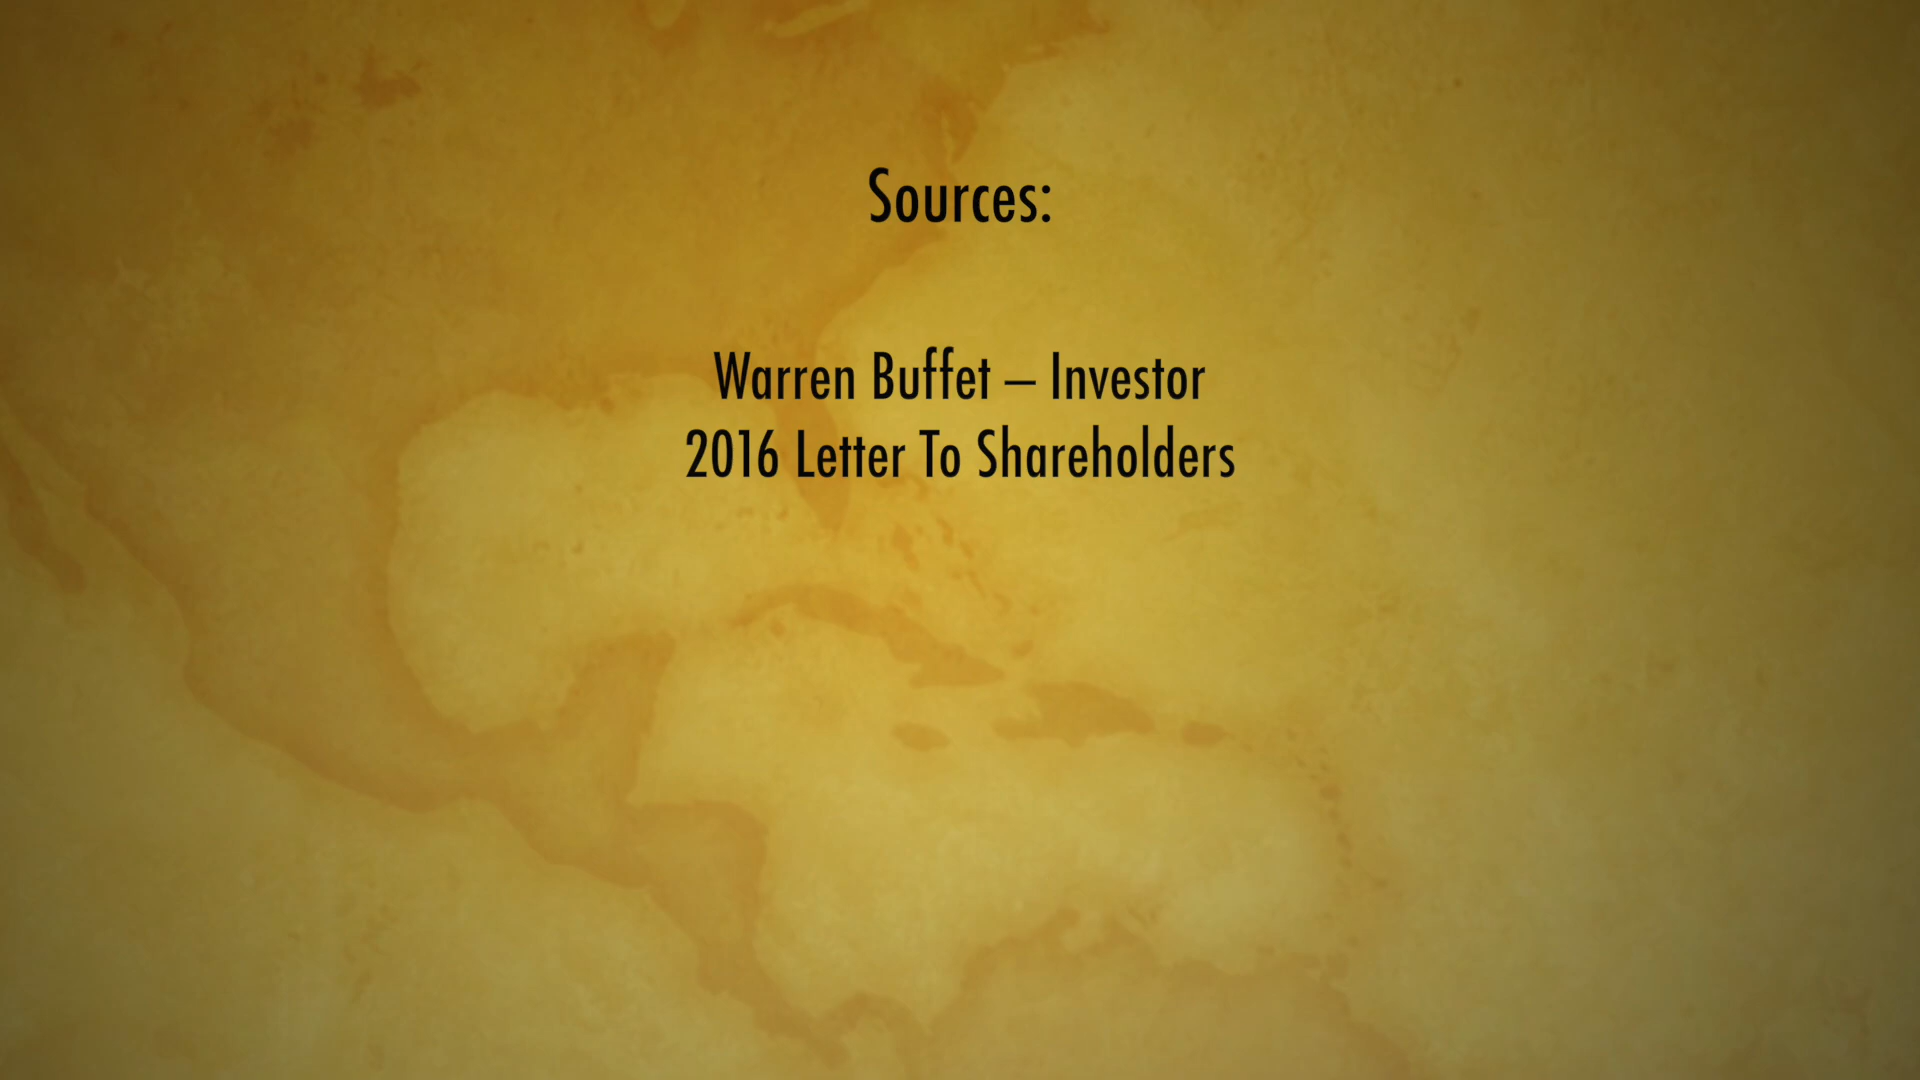 Sources:
Warren Buffet – Investor
2016 Letter To Shareholders